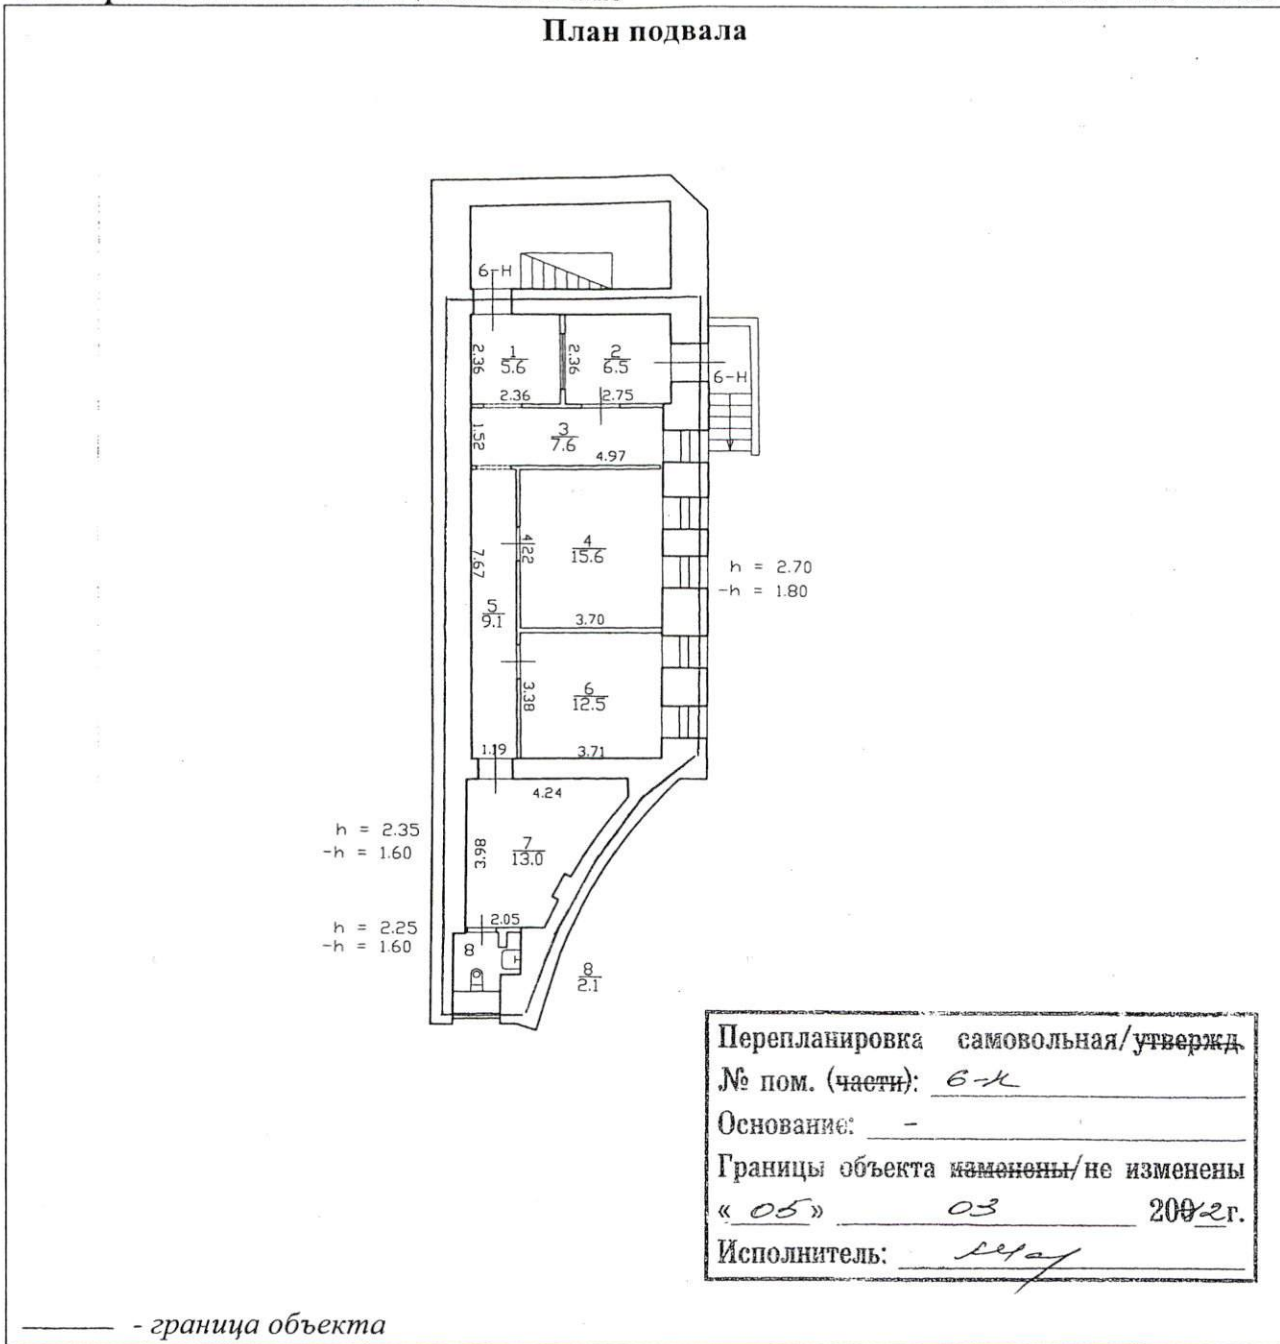 План подвала
6-Н
1
5.6
2.36
2.36
2
6.5
2.36
2.75
6-Н
3
7.6
1.52
4.97
4
15.6
4.22
3.70
7.67
5
9.1
h = 2.70
-h = 1.80
6
12.5
3.38
3.71
1.19
4.24
h = 2.35
-h = 1.60
3.98
7
13.0
2.05
h = 2.25
-h = 1.60
8
8
2.1
Перепланировка самовольная/утвержд.
№ пом. (части): 6-Н
Основание: -
Границы объекта изменены/не изменены
« 05 » 03 2002г.
Исполнитель:
- граница объекта